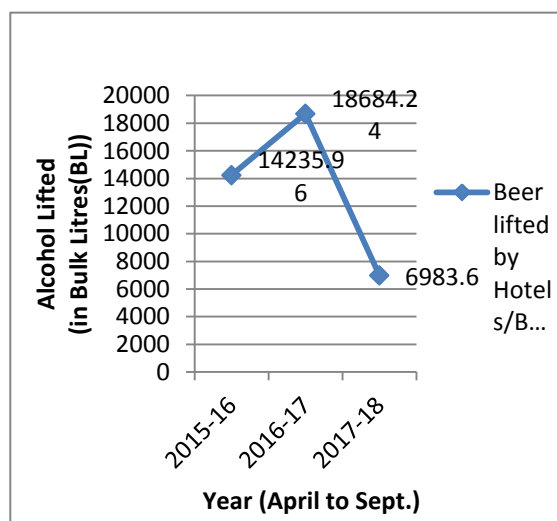 Alcohol Lifted
(in Bulk Litres(BL))
20000
18000
16000
14000
12000
10000
8000
6000
4000
2000
0
18684.2
4
14235.9
6
6983.6
2015-16
2016-17
2017-18
Year (April to Sept.)
Beer
lifted
by
Hotel
s/B...